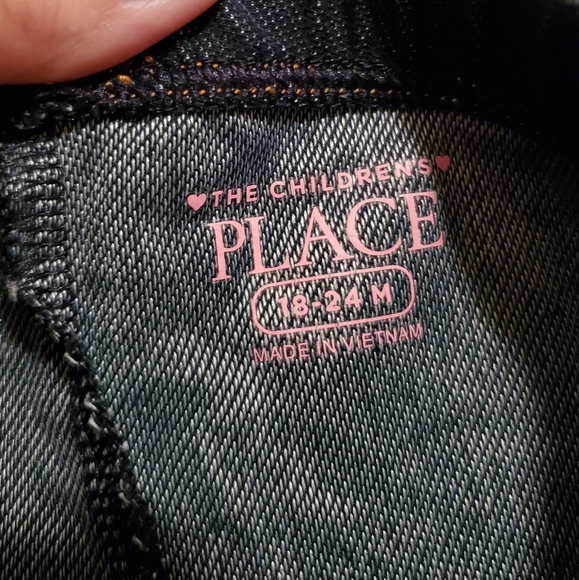 ♥THE CHILDREN'S♥
PLACE
18-24 M
MADE IN VIETNAM